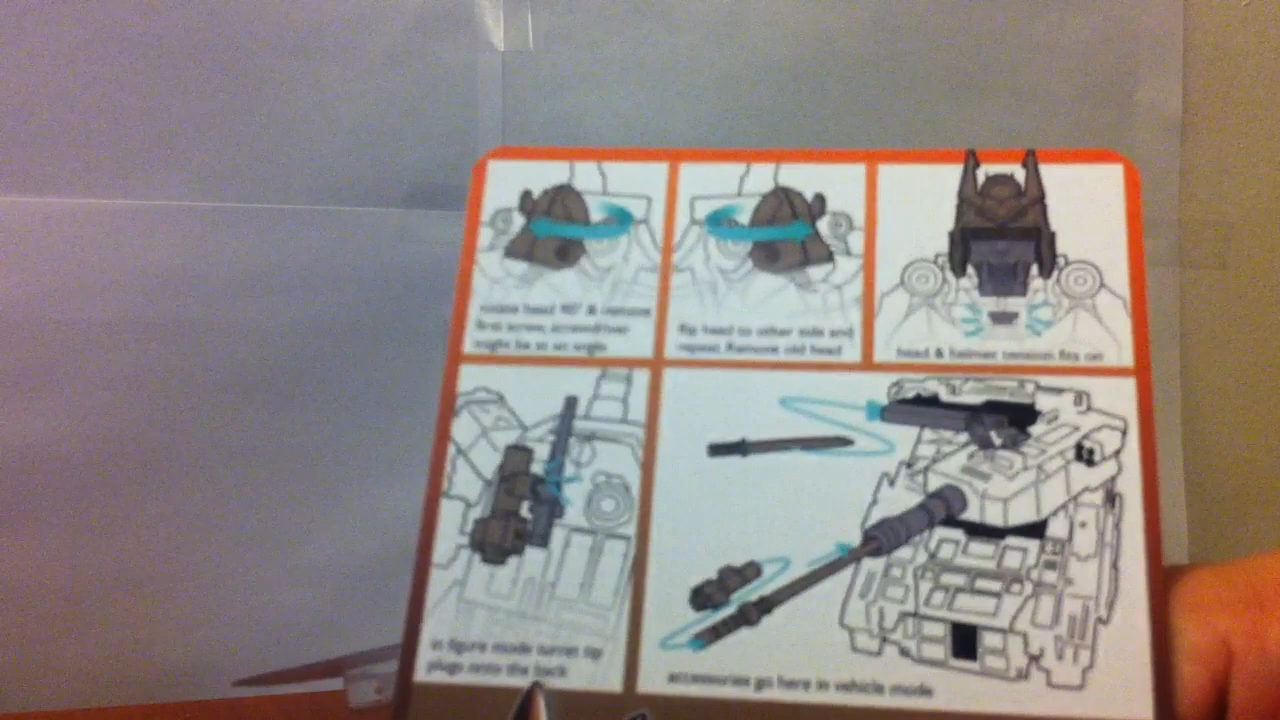 rotate head 90° & remove
first screw, screwdriver
might be at an angle
flip head to other side and
repeat. Remove old head
head & helmet tension fits on
in figure mode turret tip
plugs onto the back
accessories go here in vehicle mode